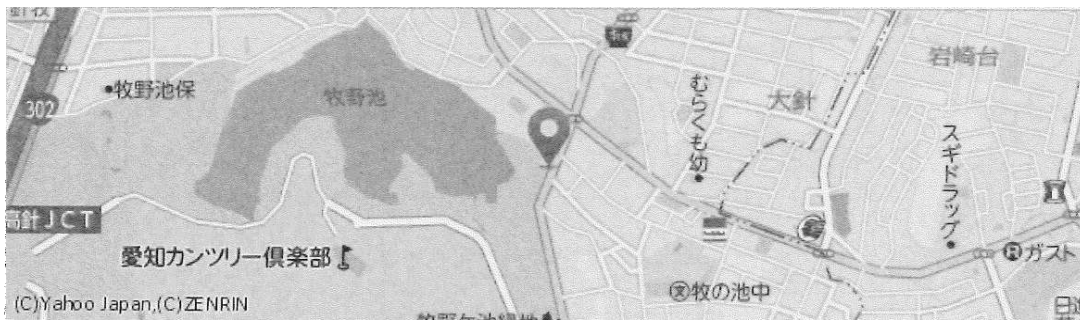 岩崎台
牧野池保
牧野池
大針
302
むらくも幼
スギドラッグ
高針JCT
愛知カンツリー倶楽部
ガスト
文牧の池中
(C)Yahoo Japan,(C)ZENRIN